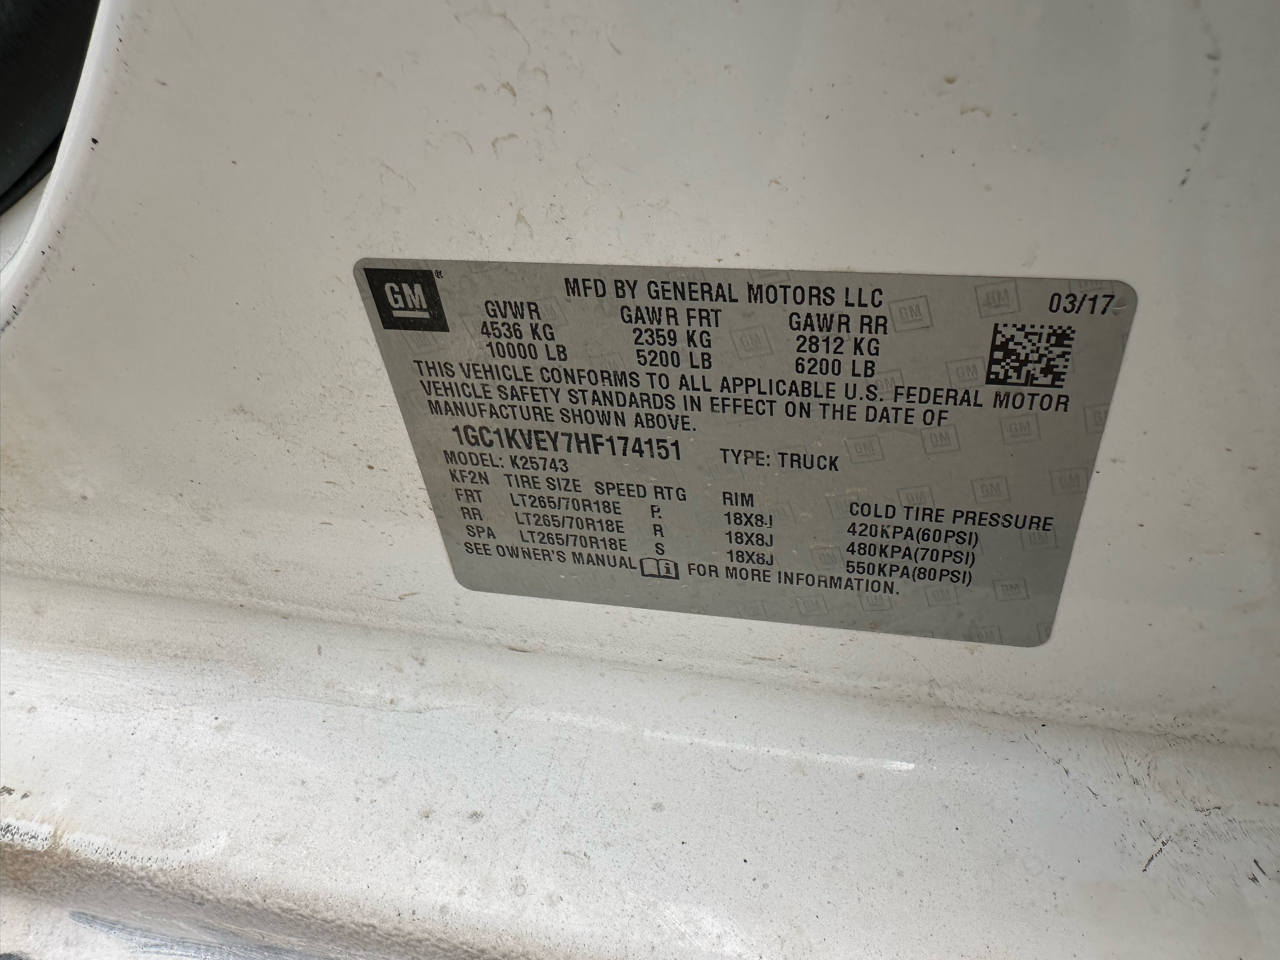 GM
MFD BY GENERAL MOTORS LLC 03/17
GVWR GAWR FRT GAWR RR
4536 KG 2359 KG 2812 KG
10000 LB 5200 LB 6200 LB
THIS VEHICLE CONFORMS TO ALL APPLICABLE U.S. FEDERAL MOTOR
VEHICLE SAFETY STANDARDS IN EFFECT ON THE DATE OF
MANUFACTURE SHOWN ABOVE.
1GC1KVEY7HF174151 TYPE: TRUCK
MODEL: K25743
KF2N TIRE SIZE SPEED RTG RIM COLD TIRE PRESSURE
FRT LT265/70R18E R 18X8J 420KPA(60PSI)
RR LT265/70R18E R 18X8J 480KPA(70PSI)
SPA LT265/70R18E S 18X8J 550KPA(80PSI)
SEE OWNER'S MANUAL FOR MORE INFORMATION.